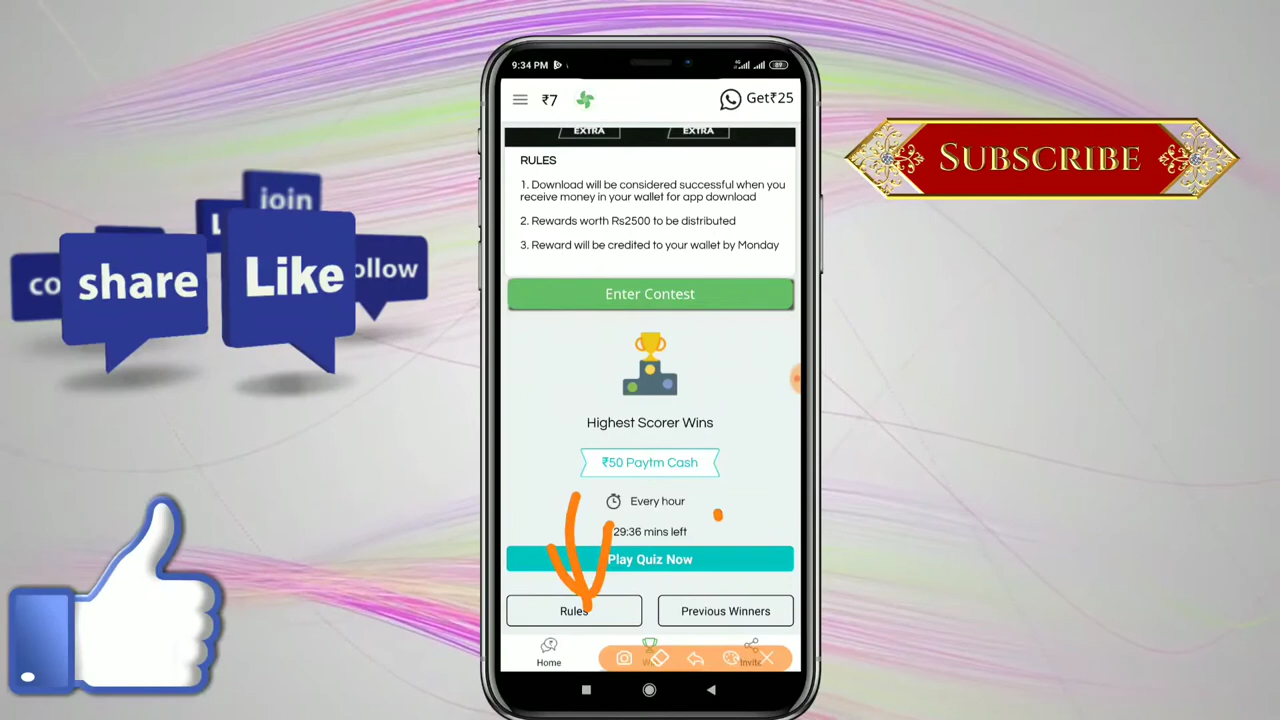 9:34 PM
89
₹7
Get₹25
EXTRA
EXTRA
RULES
1. Download will be considered successful when you
receive money in your wallet for app download
2. Rewards worth Rs2500 to be distributed
3. Reward will be credited to your wallet by Monday
Enter Contest
Highest Scorer Wins
₹50 Paytm Cash
Every hour
29:36 mins left
Play Quiz Now
Rules
Previous Winners
Home
Invite
SUBSCRIBE
join
share
Like
ollow
co